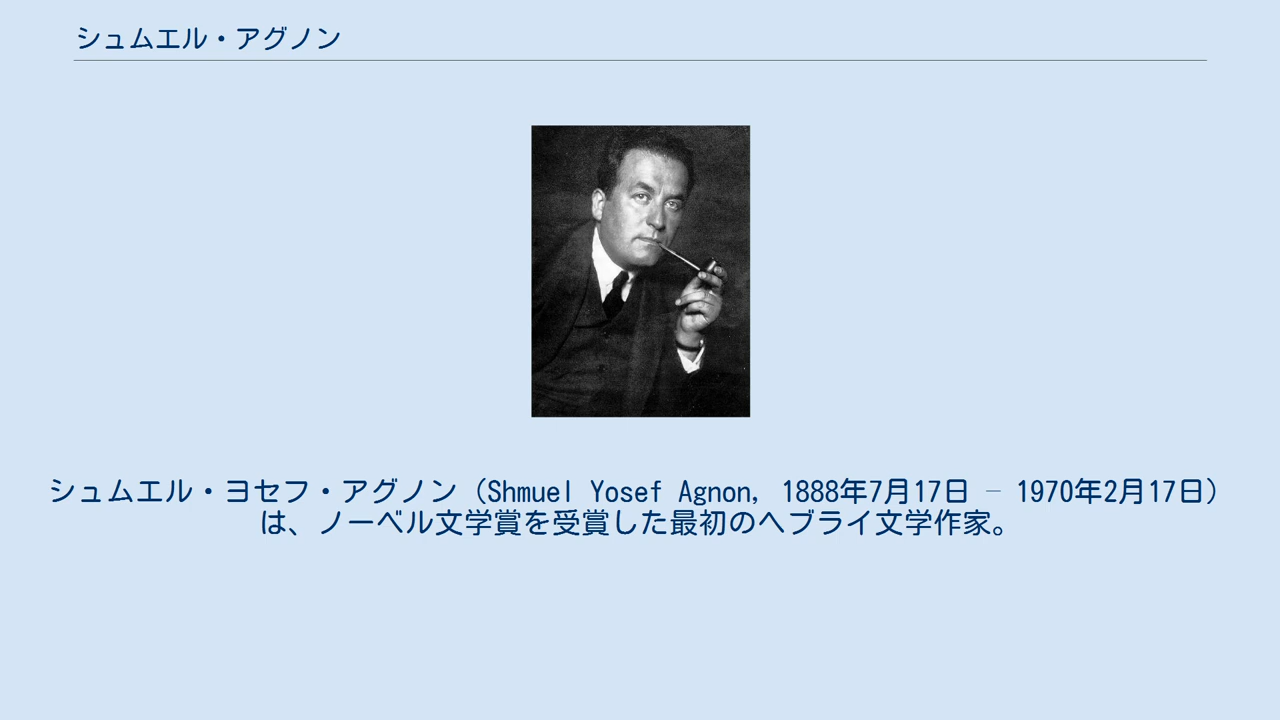 シュムエル・アグノン
シュムエル・ヨセフ・アグノン（Shmuel Yosef Agnon, 1888年7月17日 – 1970年2月17日）
は、ノーベル文学賞を受賞した最初のヘブライ文学作家。